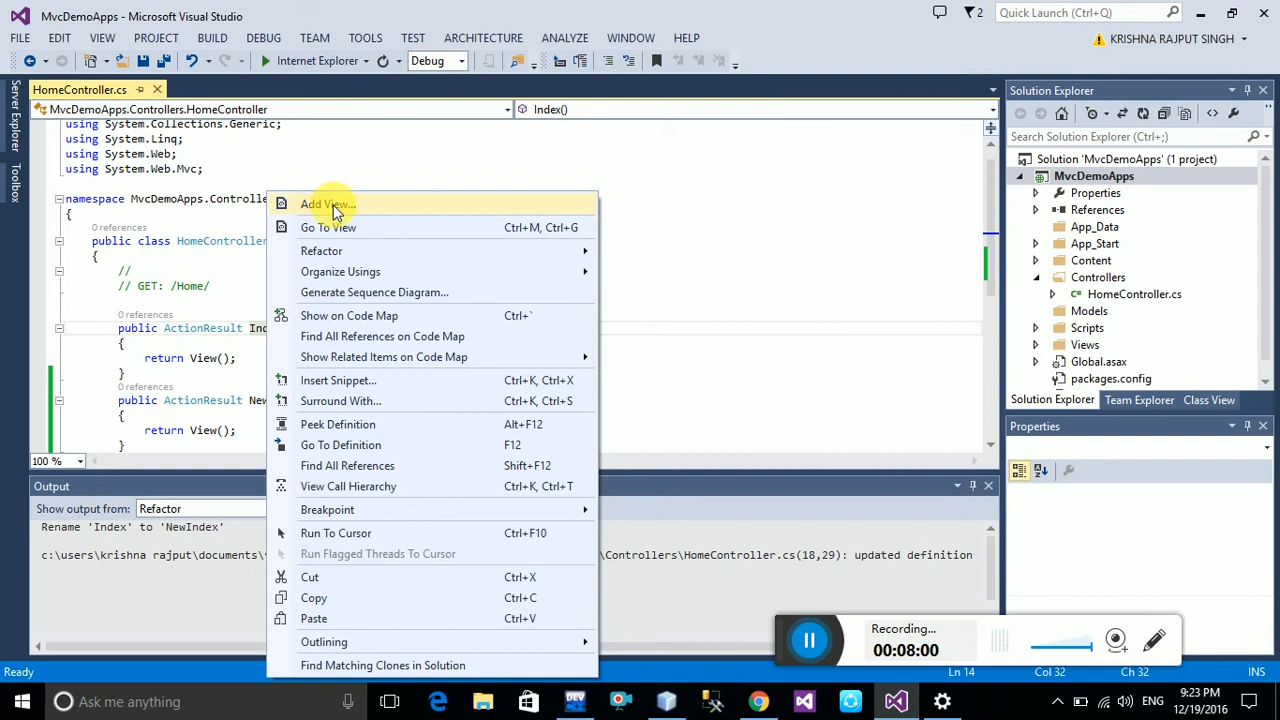 MvcDemoApps - Microsoft Visual Studio
2
Quick Launch (Ctrl+Q)
FILE EDIT VIEW PROJECT BUILD DEBUG TEAM TOOLS TEST ARCHITECTURE ANALYZE WINDOW HELP
KRISHNA RAJPUT SINGH
Internet Explorer Debug
Server Explorer
Toolbox
HomeController.cs
MvcDemoApps.Controllers.HomeController
Index()
using System.Collections.Generic;
using System.Linq;
using System.Web;
using System.Web.Mvc;
namespace MvcDemoApps.Controlle
{
0 references
public class HomeController
{
//
// GET: /Home/
0 references
public ActionResult Ind
{
return View();
}
0 references
public ActionResult New
{
return View();
}
100 %
Add View...
Go To View Ctrl+M, Ctrl+G
Refactor
Organize Usings
Generate Sequence Diagram...
Show on Code Map Ctrl+`
Find All References on Code Map
Show Related Items on Code Map
Insert Snippet... Ctrl+K, Ctrl+X
Surround With... Ctrl+K, Ctrl+S
Peek Definition Alt+F12
Go To Definition F12
Find All References Shift+F12
View Call Hierarchy Ctrl+K, Ctrl+T
Breakpoint
Run To Cursor Ctrl+F10
Run Flagged Threads To Cursor
Cut Ctrl+X
Copy Ctrl+C
Paste Ctrl+V
Outlining
Find Matching Clones in Solution
Solution Explorer
Search Solution Explorer (Ctrl+;)
Solution 'MvcDemoApps' (1 project)
MvcDemoApps
Properties
References
App_Data
App_Start
Content
Controllers
HomeController.cs
Models
Scripts
Views
Global.asax
packages.config
Solution Explorer Team Explorer Class View
Properties
Output
Show output from: Refactor
Rename 'Index' to 'NewIndex'
c:\users\krishna rajput\documents\ \Controllers\HomeController.cs(18,29): updated definition
Recording...
00:08:00
Ready
Ln 14 Col 32 Ch 32 INS
Ask me anything
DEV
ENG
9:23 PM
12/19/2016